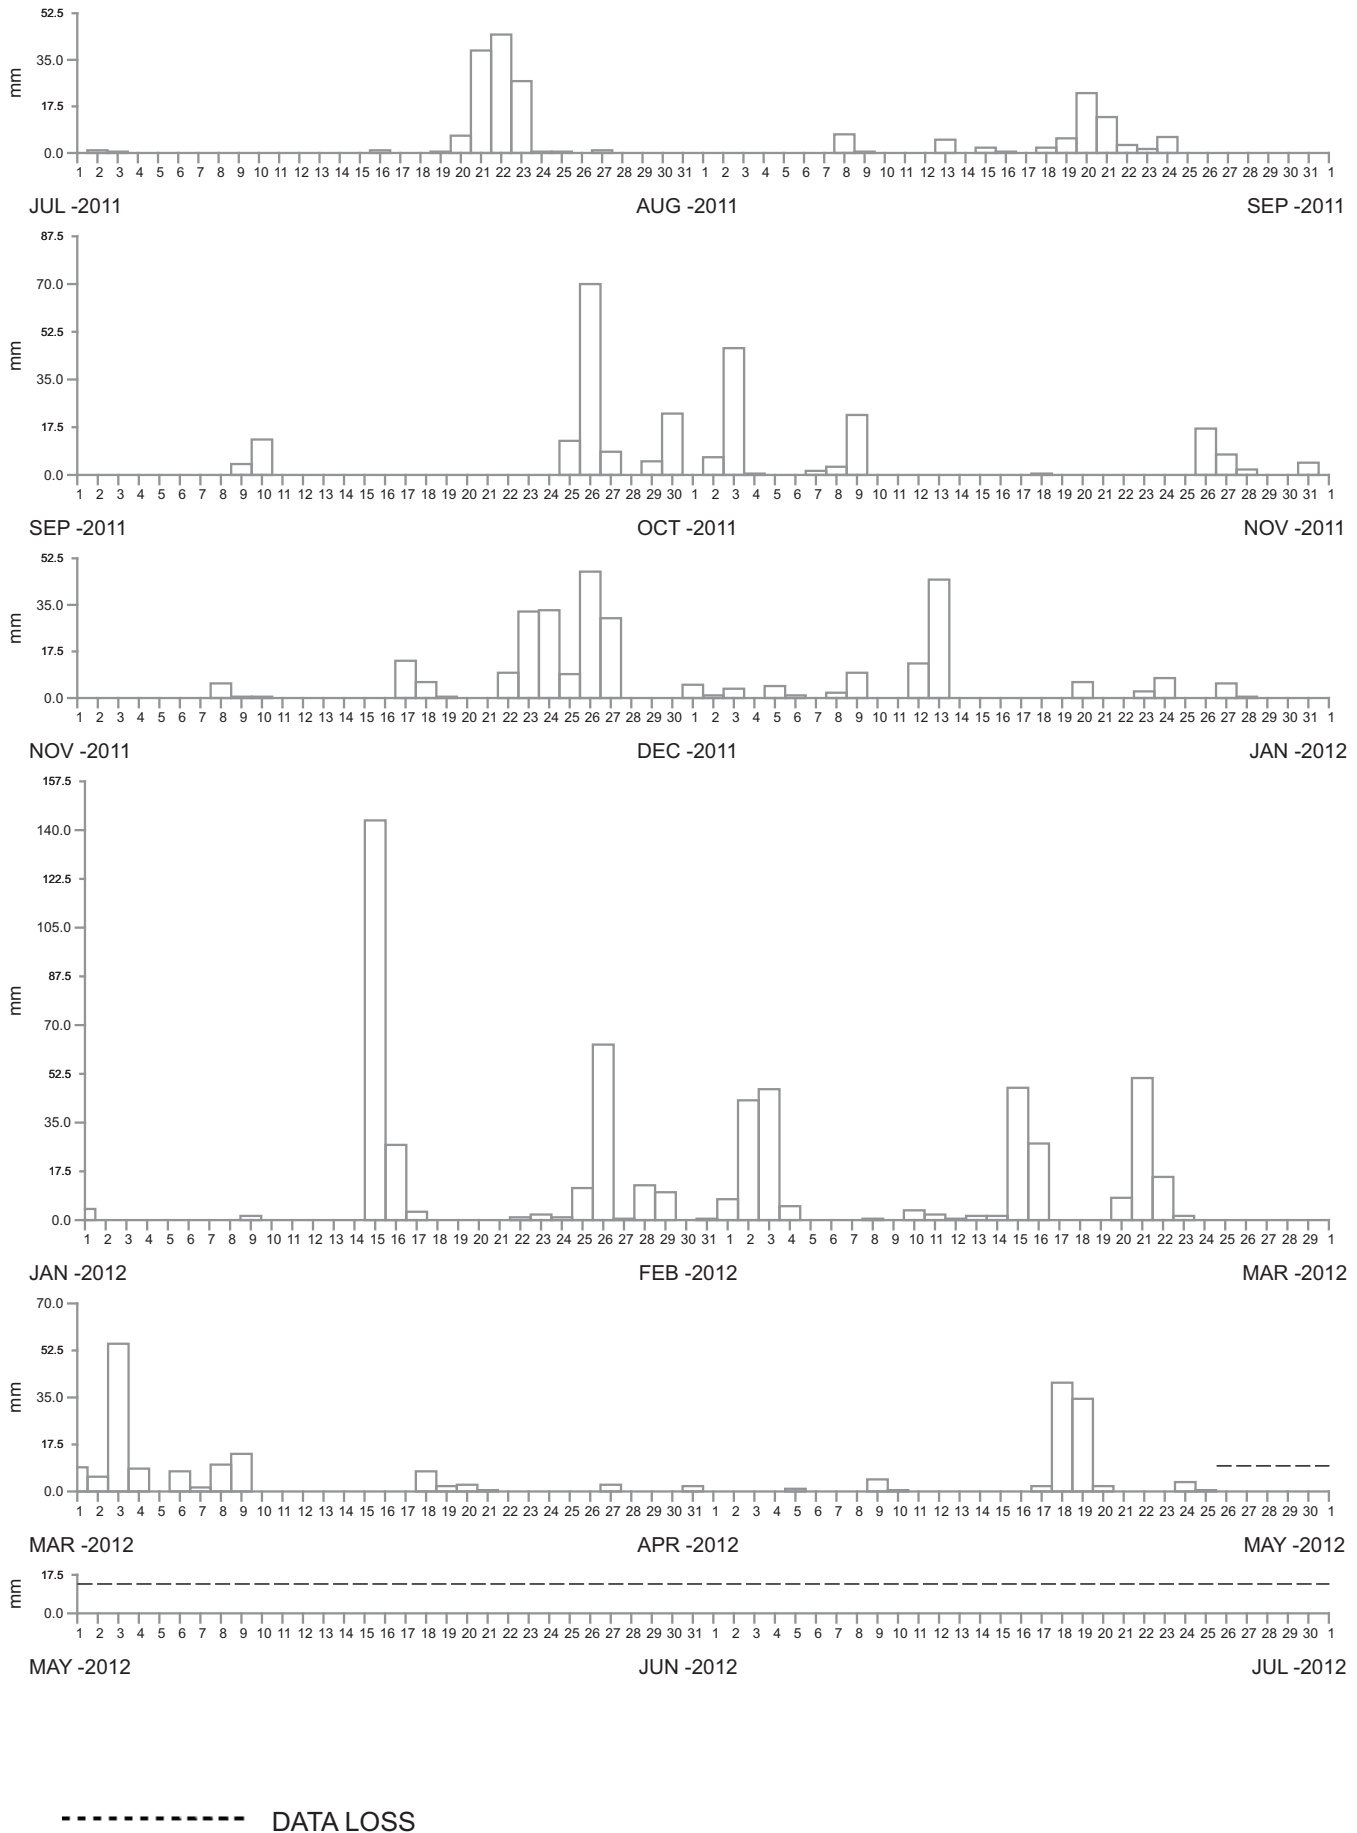 52.5
35.0
17.5
0.0
mm
1 2 3 4 5 6 7 8 9 10 11 12 13 14 15 16 17 18 19 20 21 22 23 24 25 26 27 28 29 30 31 1 2 3 4 5 6 7 8 9 10 11 12 13 14 15 16 17 18 19 20 21 22 23 24 25 26 27 28 29 30 31 1
JUL -2011 AUG -2011 SEP -2011
87.5
70.0
52.5
35.0
17.5
0.0
mm
1 2 3 4 5 6 7 8 9 10 11 12 13 14 15 16 17 18 19 20 21 22 23 24 25 26 27 28 29 30 1 2 3 4 5 6 7 8 9 10 11 12 13 14 15 16 17 18 19 20 21 22 23 24 25 26 27 28 29 30 31 1
SEP -2011 OCT -2011 NOV -2011
52.5
35.0
17.5
0.0
mm
1 2 3 4 5 6 7 8 9 10 11 12 13 14 15 16 17 18 19 20 21 22 23 24 25 26 27 28 29 30 1 2 3 4 5 6 7 8 9 10 11 12 13 14 15 16 17 18 19 20 21 22 23 24 25 26 27 28 29 30 31 1
NOV -2011 DEC -2011 JAN -2012
157.5
140.0
122.5
105.0
87.5
70.0
52.5
35.0
17.5
0.0
mm
1 2 3 4 5 6 7 8 9 10 11 12 13 14 15 16 17 18 19 20 21 22 23 24 25 26 27 28 29 30 31 1 2 3 4 5 6 7 8 9 10 11 12 13 14 15 16 17 18 19 20 21 22 23 24 25 26 27 28 29 1
JAN -2012 FEB -2012 MAR -2012
70.0
52.5
35.0
17.5
0.0
mm
1 2 3 4 5 6 7 8 9 10 11 12 13 14 15 16 17 18 19 20 21 22 23 24 25 26 27 28 29 30 31 1 2 3 4 5 6 7 8 9 10 11 12 13 14 15 16 17 18 19 20 21 22 23 24 25 26 27 28 29 30 1
MAR -2012 APR -2012 MAY -2012
17.5
0.0
mm
1 2 3 4 5 6 7 8 9 10 11 12 13 14 15 16 17 18 19 20 21 22 23 24 25 26 27 28 29 30 31 1 2 3 4 5 6 7 8 9 10 11 12 13 14 15 16 17 18 19 20 21 22 23 24 25 26 27 28 29 30 1
MAY -2012 JUN -2012 JUL -2012
DATA LOSS